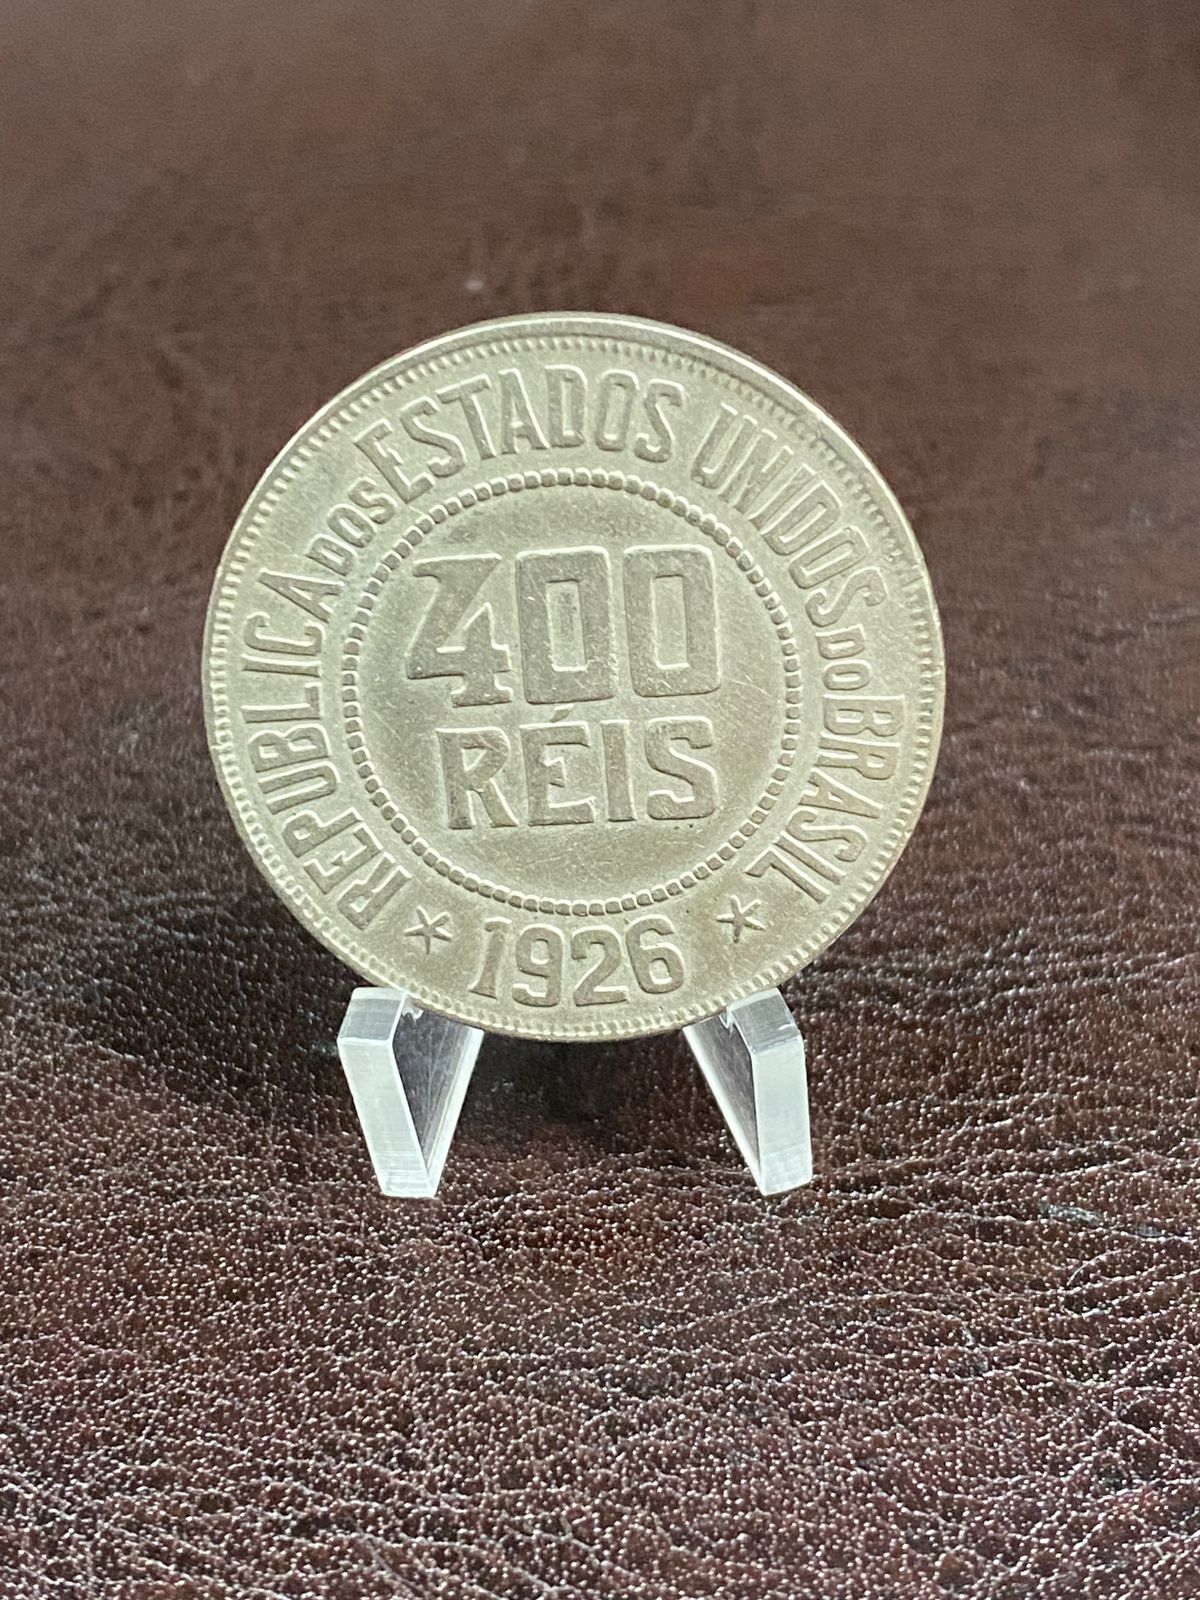 REPUBLICA DOS ESTADOS UNIDOS DO BRASIL
400
RÉIS
1926